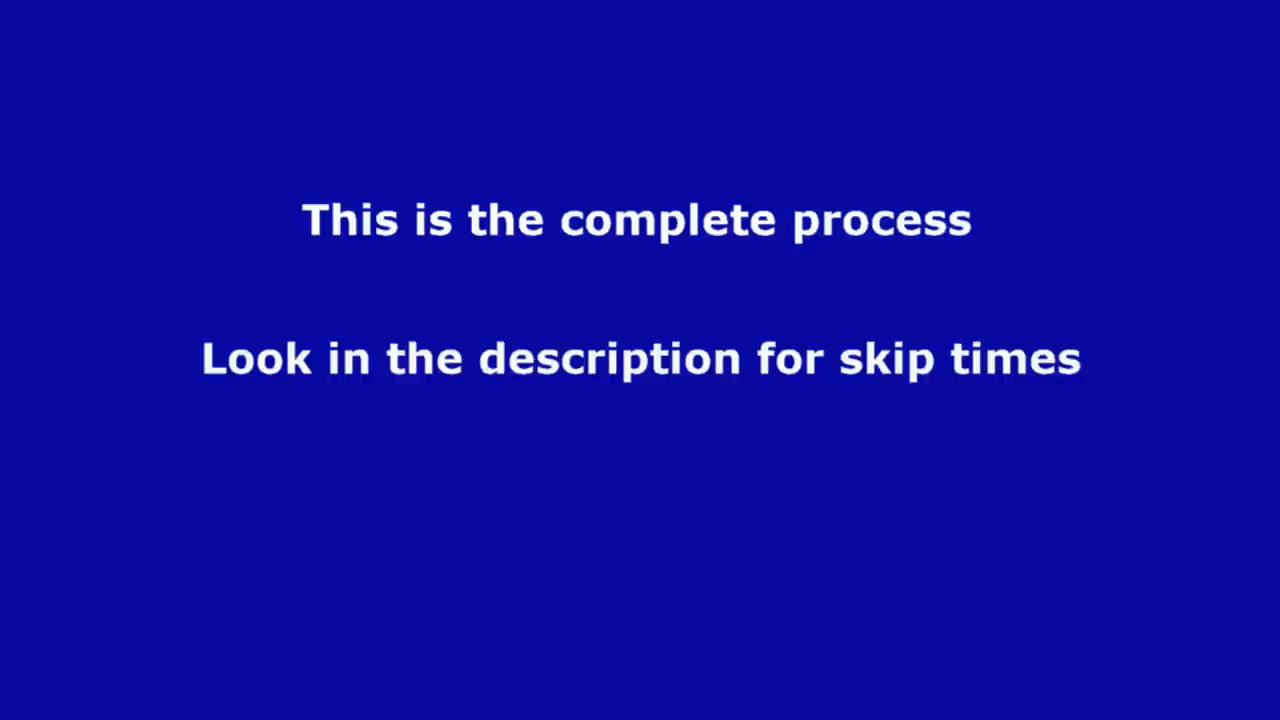 This is the complete process
Look in the description for skip times